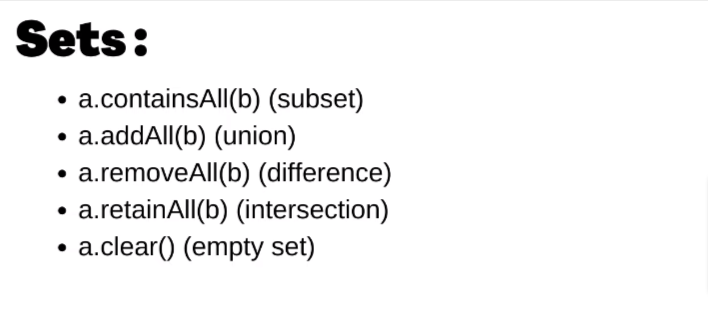 Sets:
• a.containsAll(b) (subset)
• a.addAll(b) (union)
• a.removeAll(b) (difference)
• a.retainAll(b) (intersection)
• a.clear() (empty set)